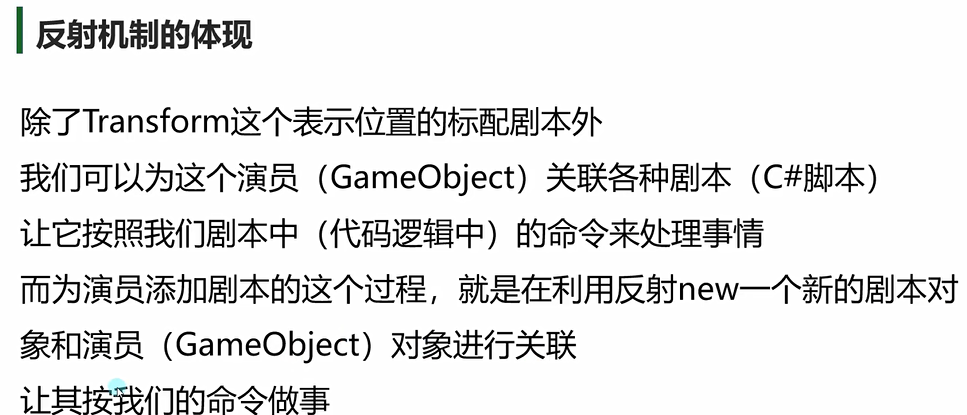 反射机制的体现
除了Transform这个表示位置的标配剧本外
我们可以为这个演员（GameObject）关联各种剧本（C#脚本）
让它按照我们剧本中（代码逻辑中）的命令来处理事情
而为演员添加剧本的这个过程，就是在利用反射new一个新的剧本对
象和演员（GameObject）对象进行关联
让其按我们的命令做事